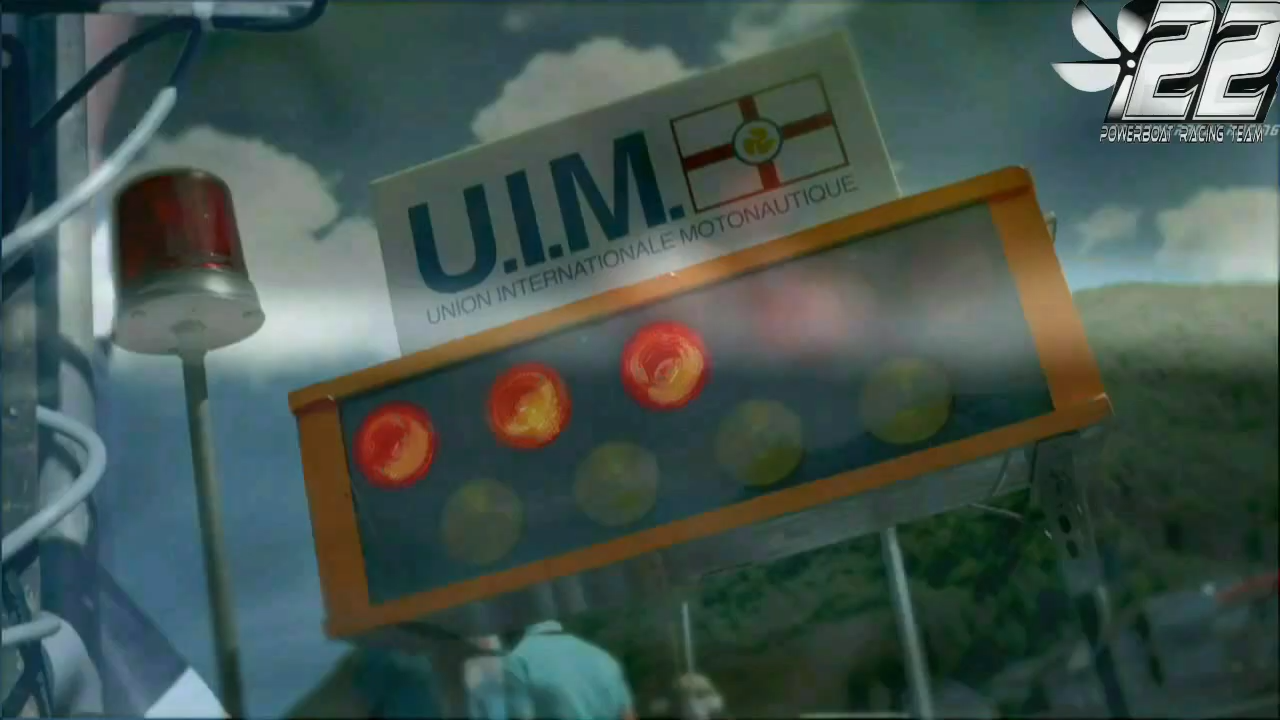 U.I.M.
UNION INTERNATIONALE MOTONAUTIQUE
22
POWERBOAT RACING TEAM